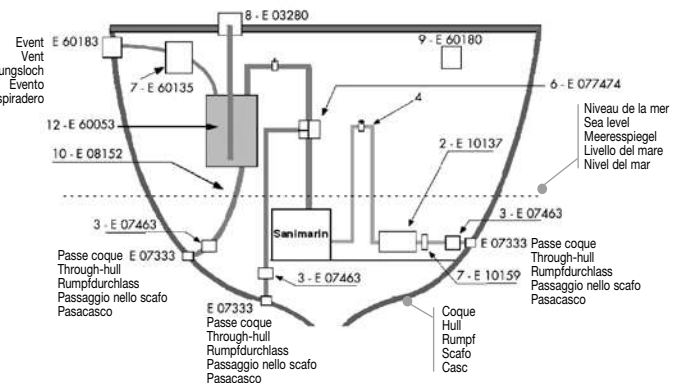 8 - E 03280
Event
Vent
ungsloch
Evento
spiradero
E 60183
7 - E 60135
9 - E 60180
6 - E 077474
12 - E 60053
10 - E 08152
4
2 - E 10137
Niveau de la mer
Sea level
Meeresspiegel
Livello del mare
Nivel del mar
3 - E 07463
Sanimarin
3 - E 07463
E 07333
Passe coque
Through-hull
Rumpfdurchlass
Passaggio nello scafo
Pasacasco
3 - E 07463
E 07333
Passe coque
Through-hull
Rumpfdurchlass
Passaggio nello scafo
Pasacasco
7 - E 10159
E 07333
Passe coque
Through-hull
Rumpfdurchlass
Passaggio nello scafo
Pasacasco
Coque
Hull
Rumpf
Scafo
Casc